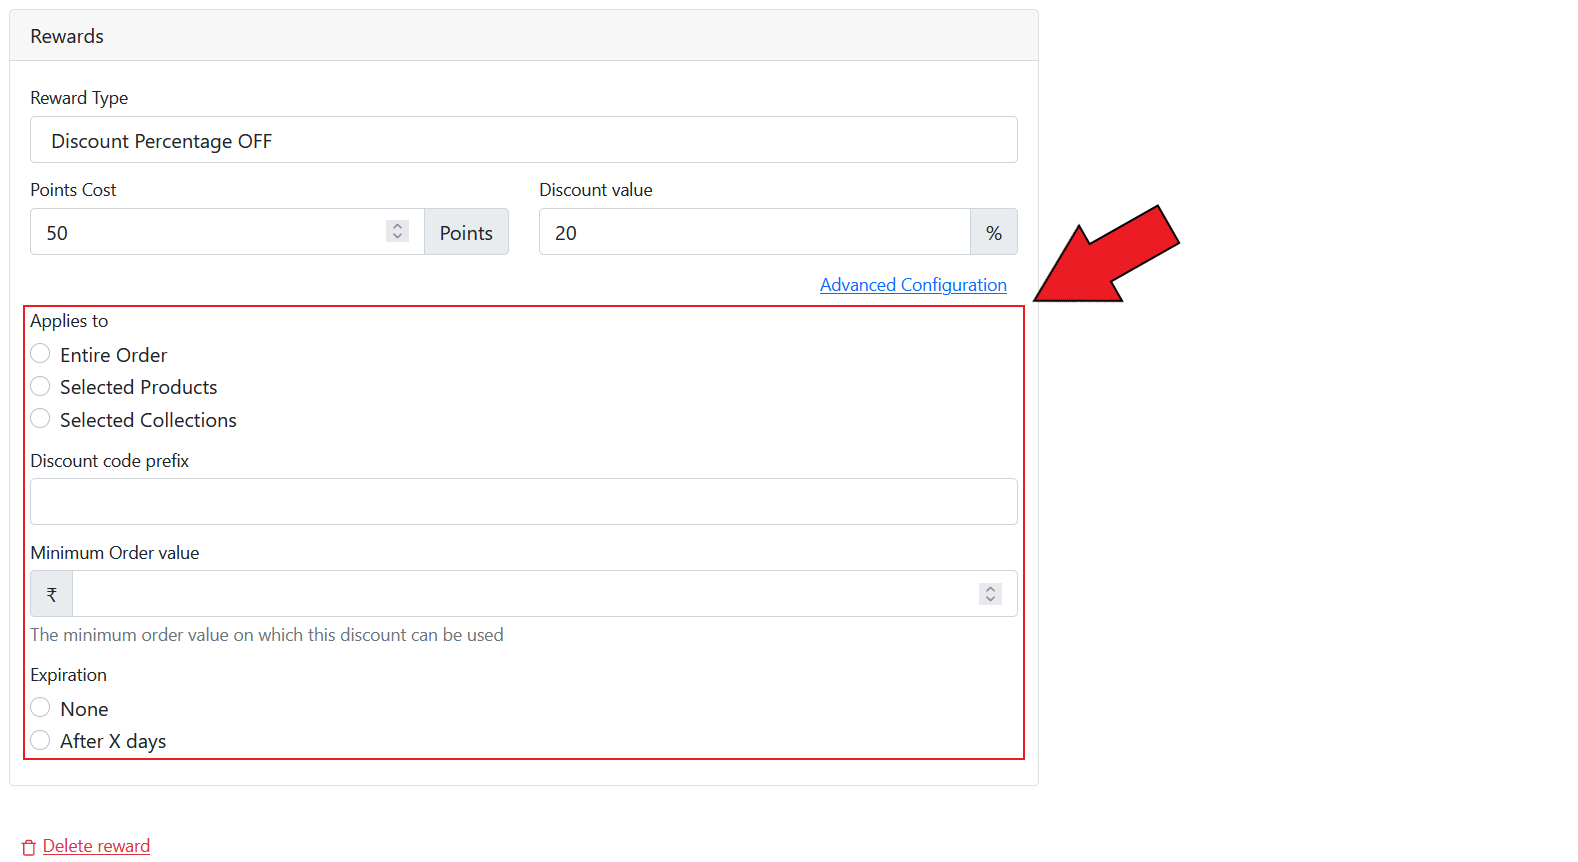 Rewards
Reward Type
Discount Percentage OFF
Points Cost
Discount value
50
Points
20
%
Advanced Configuration
Applies to
Entire Order
Selected Products
Selected Collections
Discount code prefix
Minimum Order value
₹
The minimum order value on which this discount can be used
Expiration
None
After X days
Delete reward